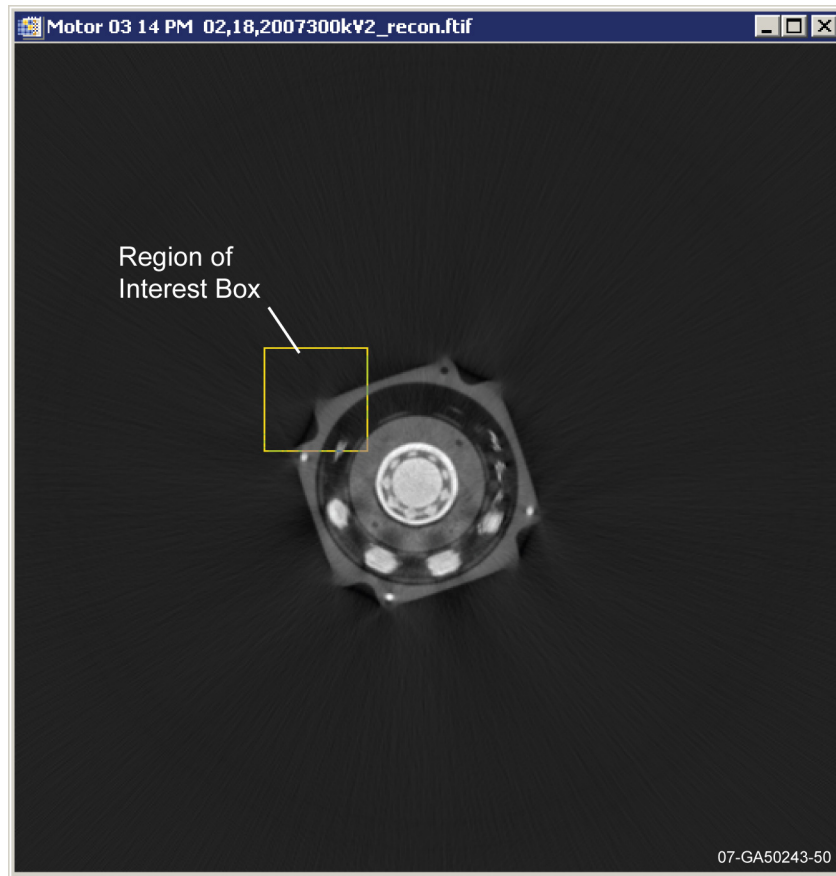 Motor 03 14 PM 02,18,2007300kV2_recon.ftif
Region of
Interest Box
07-GA50243-50